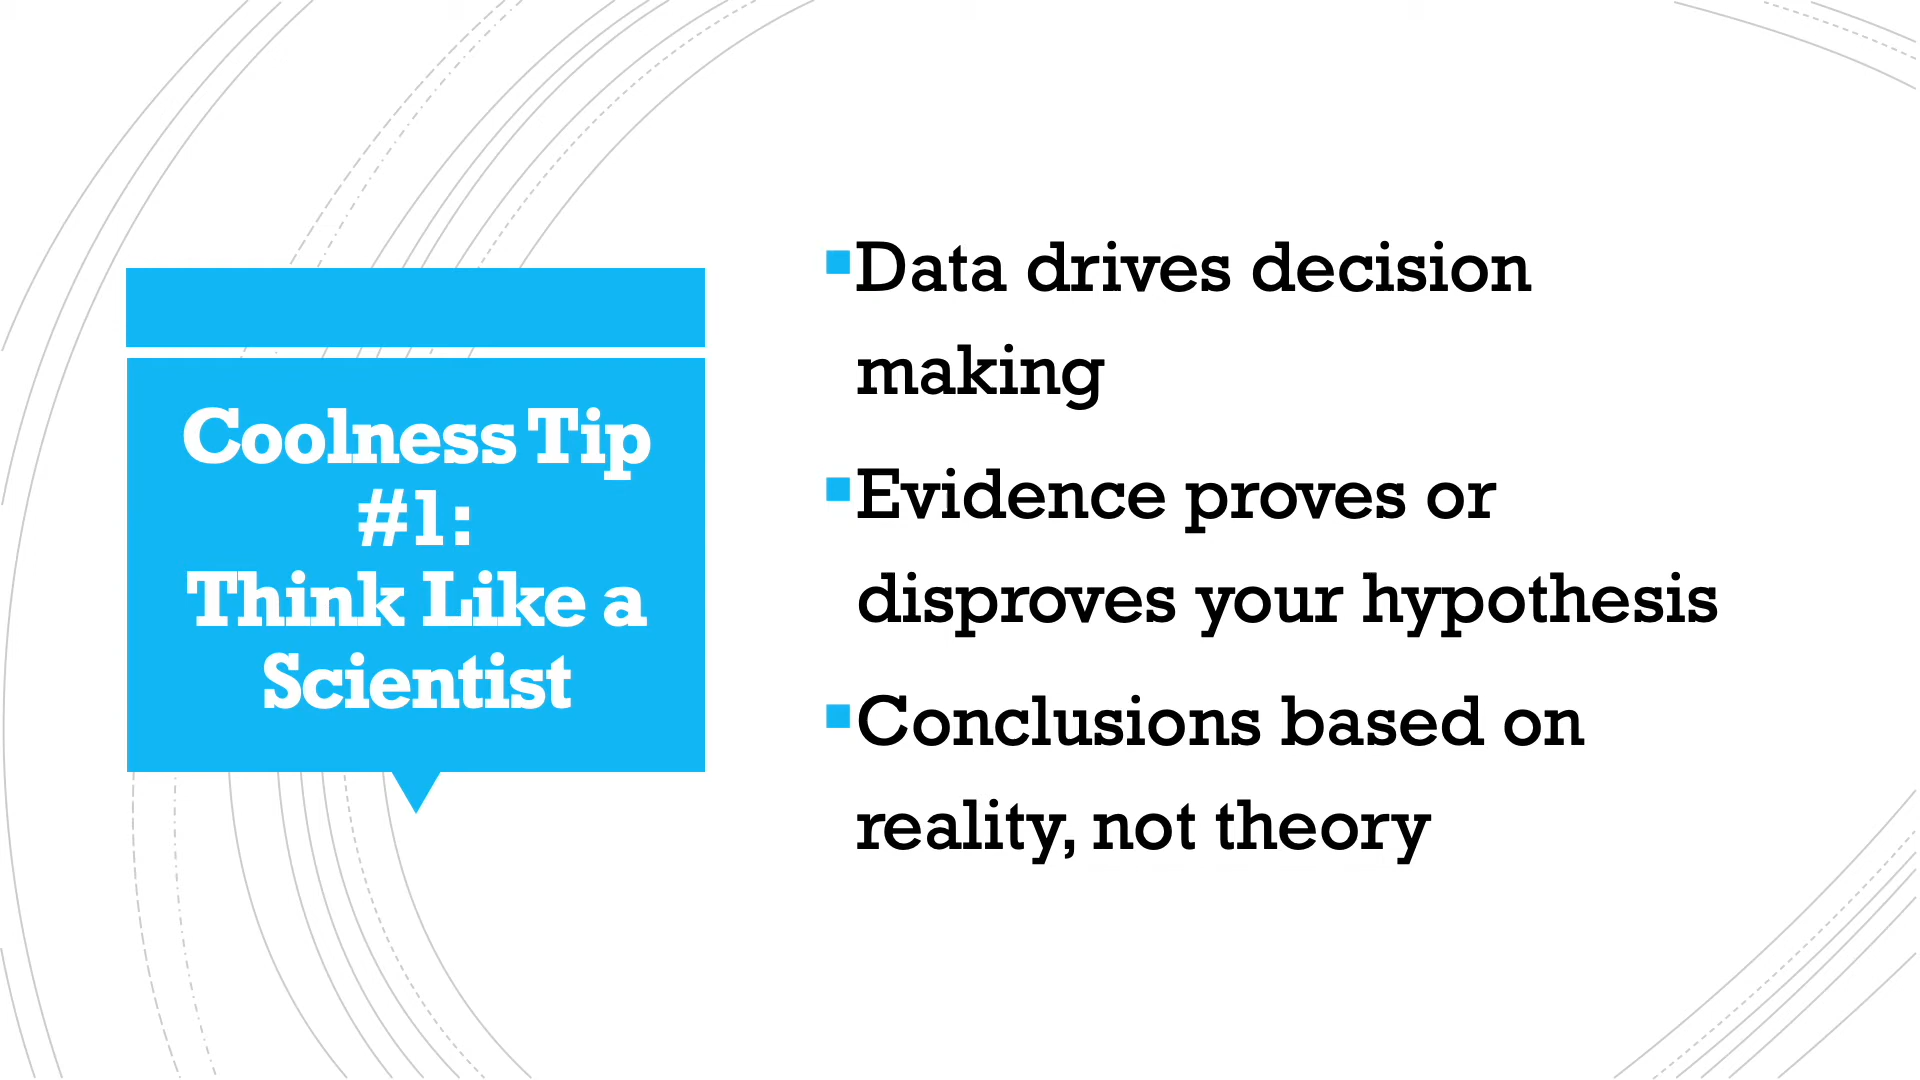 Coolness Tip
#1:
Think Like a
Scientist
Data drives decision
making
Evidence proves or
disproves your hypothesis
Conclusions based on
reality, not theory